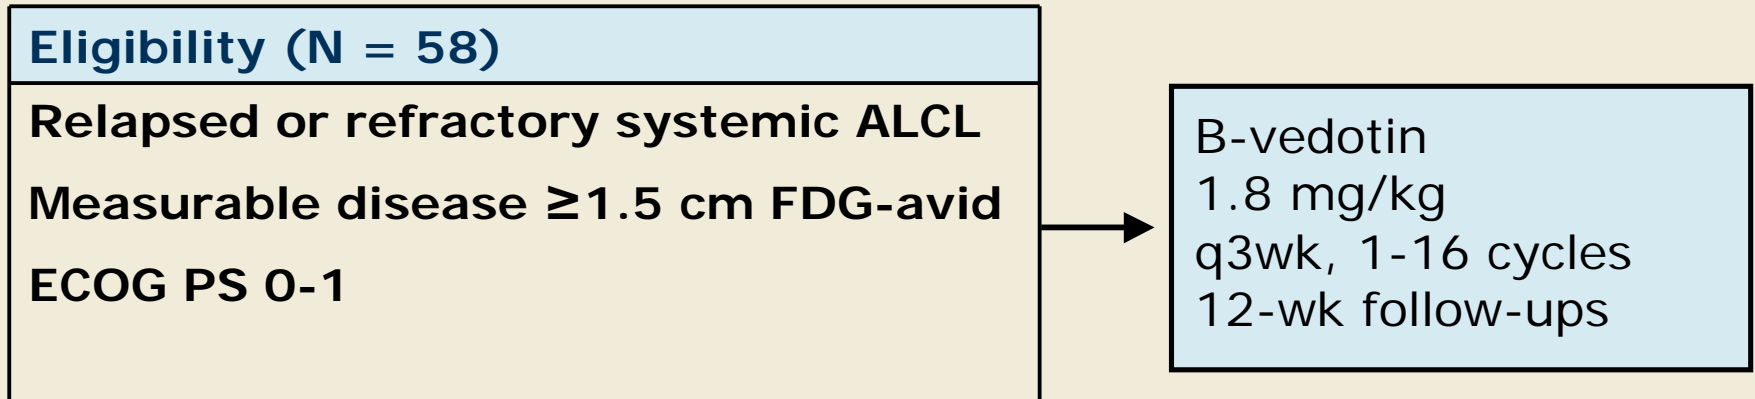 Eligibility (N = 58)
Relapsed or refractory systemic ALCL
Measurable disease ≥1.5 cm FDG-avid
ECOG PS 0-1
B-vedotin
1.8 mg/kg
q3wk, 1-16 cycles
12-wk follow-ups